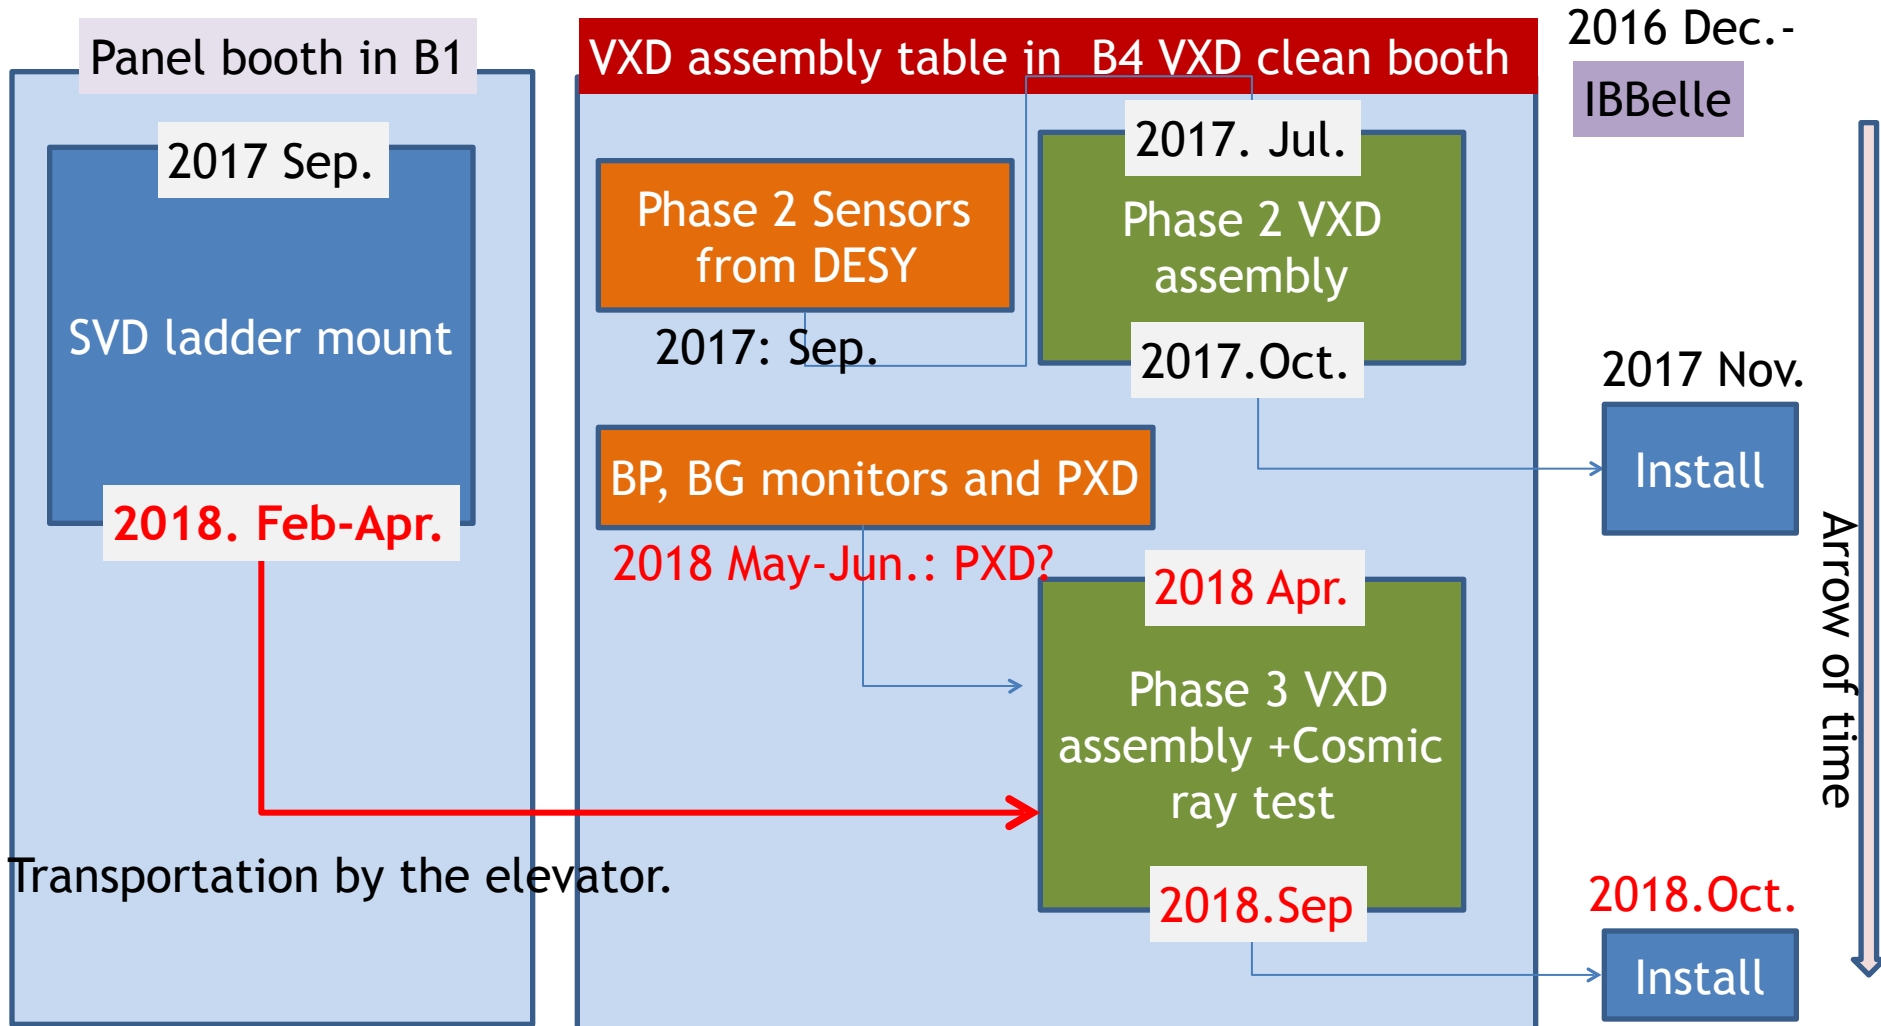 Panel booth in B1
2017 Sep.
SVD ladder mount
2018. Feb-Apr.
Transportation by the elevator.
VXD assembly table in  B4 VXD clean booth
Phase 2 Sensors
from DESY
2017: Sep.
2017. Jul.
Phase 2 VXD
assembly
2017.Oct.
BP, BG monitors and PXD
2018 May-Jun.: PXD?
2018 Apr.
Phase 3 VXD
assembly +Cosmic
ray test
2018.Sep
2016 Dec.-
IBBelle
2017 Nov.
Install
2018.Oct.
Install
Arrow of time